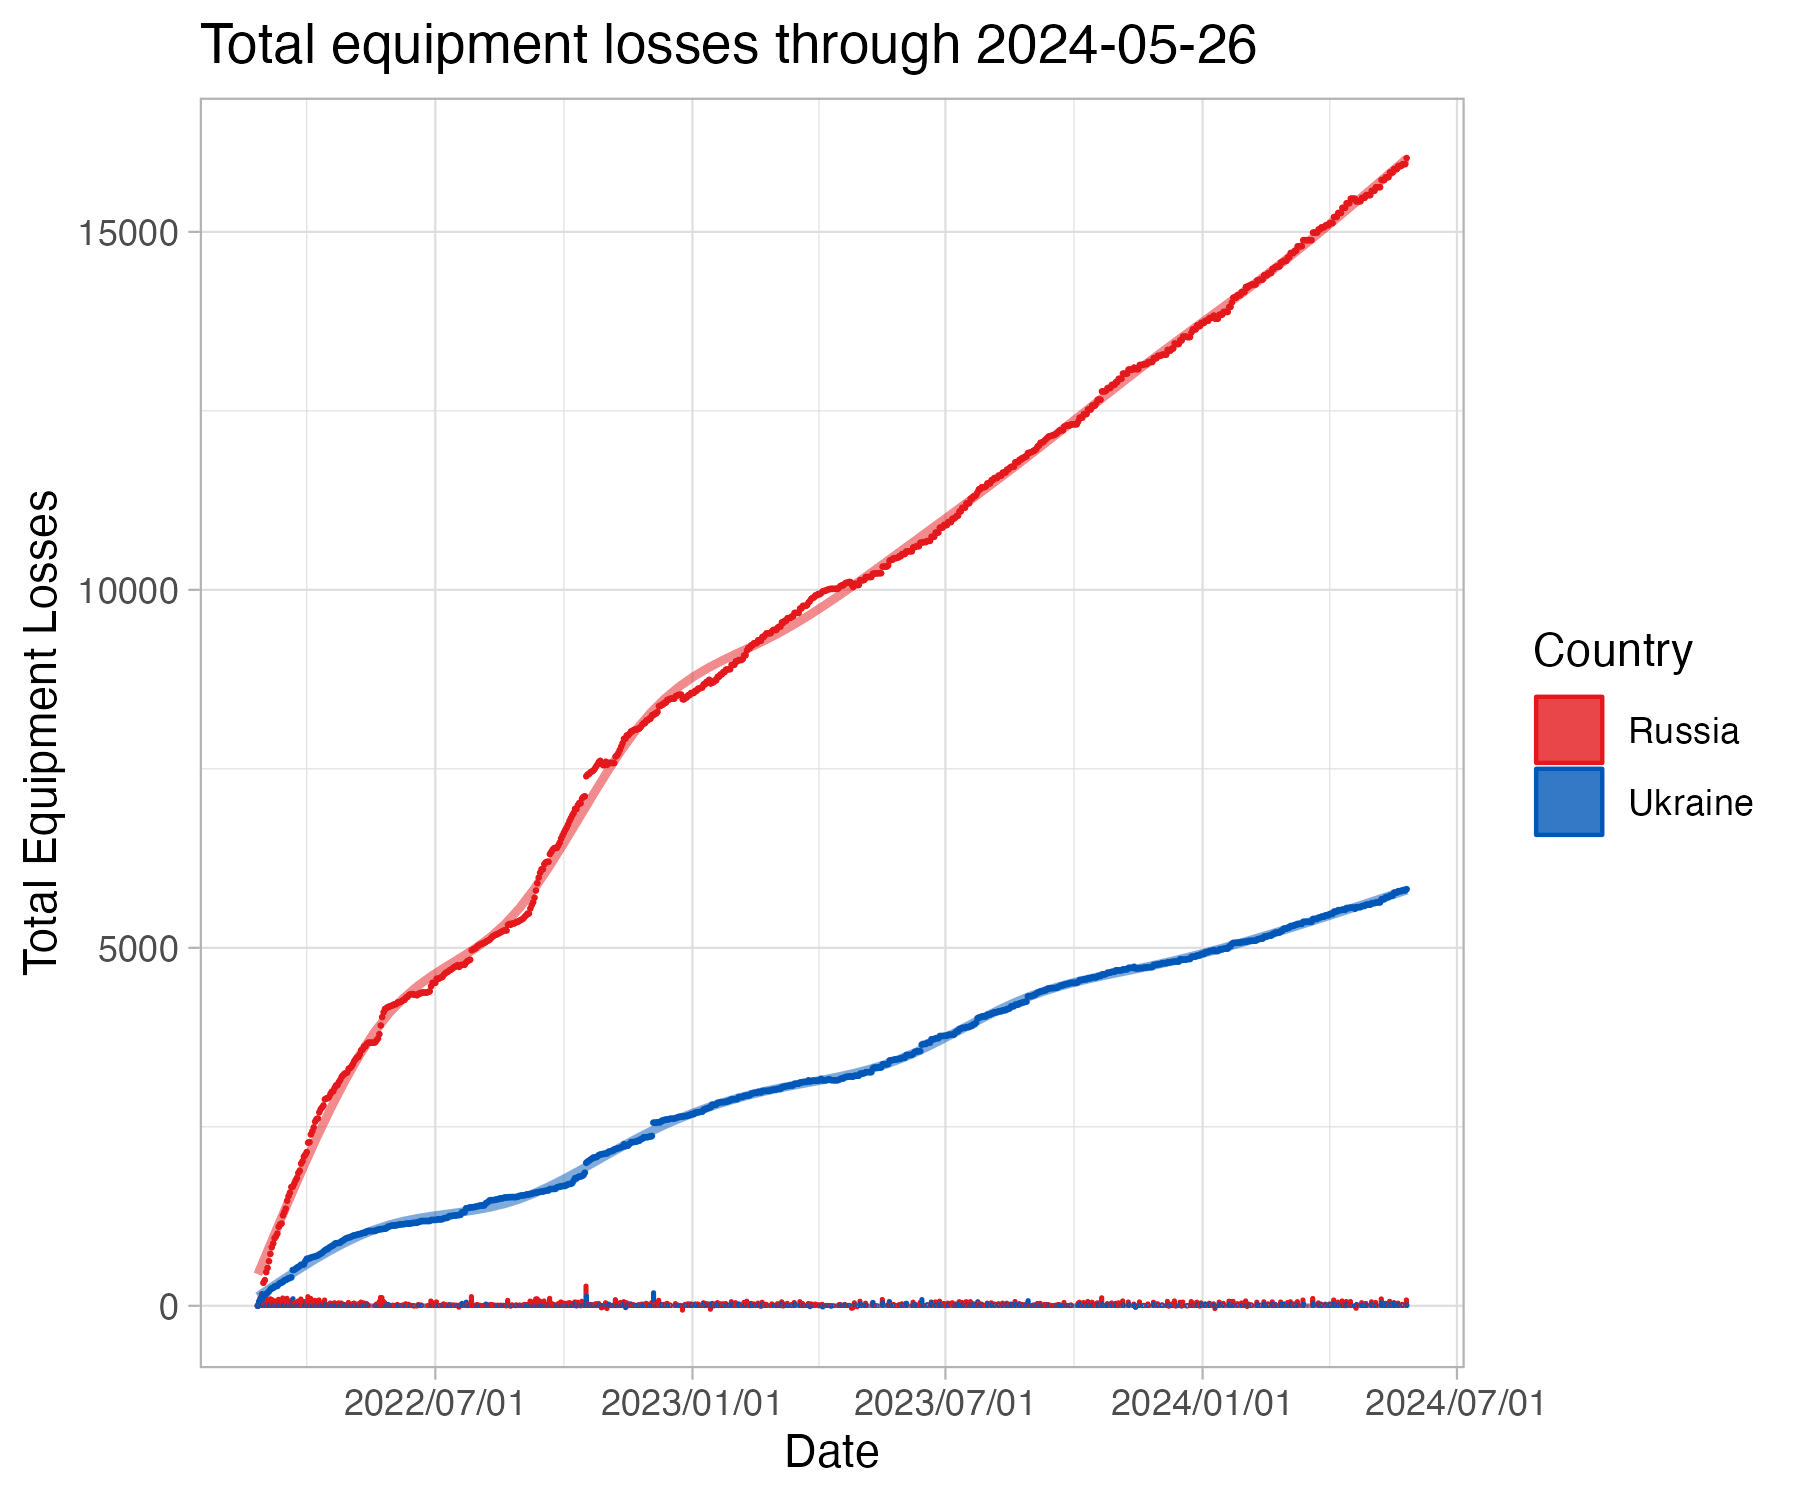 Total equipment losses through 2024-05-26
Total Equipment Losses
15000
10000
5000
0
2022/07/01
2023/01/01
2023/07/01
2024/01/01
2024/07/01
Date
Country
Russia
Ukraine